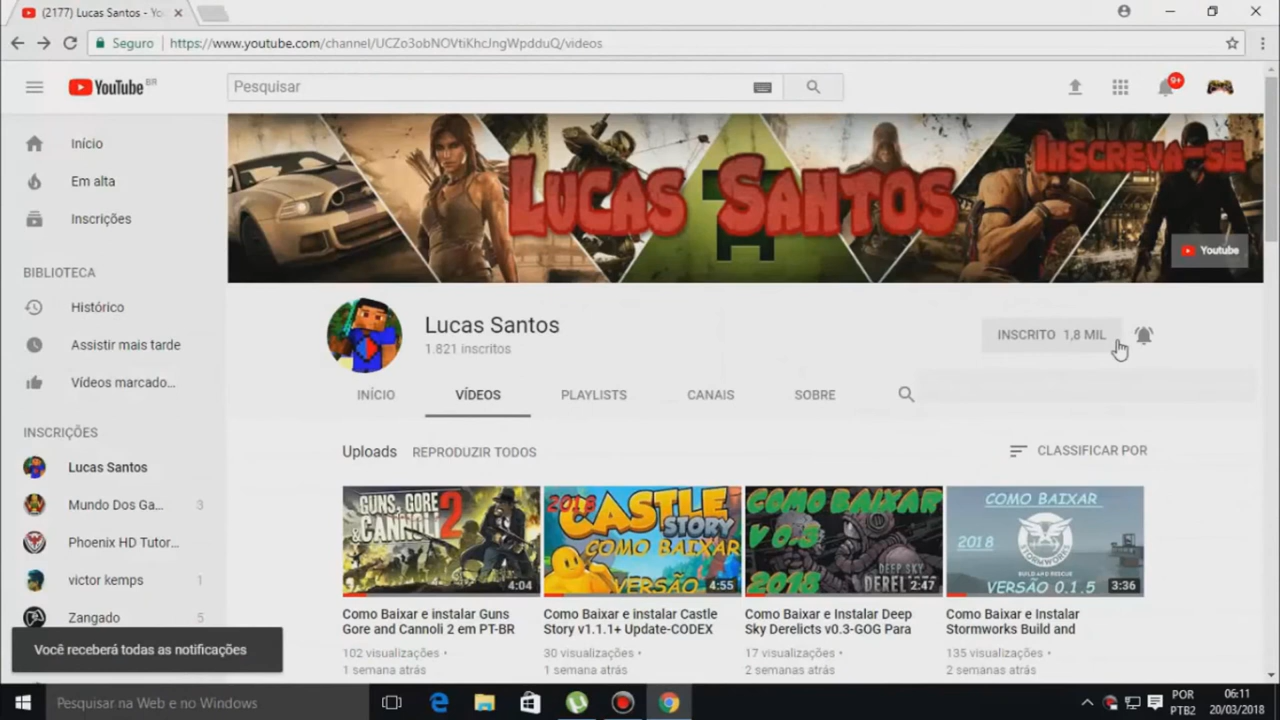 (2177) Lucas Santos - Yo
Seguro
https://www.youtube.com/channel/UCZo3obNOVtiKhcJngWpdduQ/videos
YouTube BR
Pesquisar
9+
Início
Em alta
Inscrições
BIBLIOTECA
Histórico
Assistir mais tarde
Vídeos marcado...
INSCRIÇÕES
Lucas Santos
Mundo Dos Ga... 3
Phoenix HD Tutor...
victor kemps 1
Zangado 5
Você receberá todas as notificações
LUCAS SANTOS
INSCREVA-SE
Youtube
Lucas Santos
1.821 inscritos
INSCRITO 1,8 MIL
INÍCIO VÍDEOS PLAYLISTS CANAIS SOBRE
Uploads REPRODUZIR TODOS
CLASSIFICAR POR
GUNS, GORE
& CANNOLI 2
4:04
Como Baixar e instalar Guns
Gore and Cannoli 2 em PT-BR
102 visualizações •
1 semana atrás
2018
CASTLE
STORY
COMO BAIXAR
VERSÃO
4:55
Como Baixar e instalar Castle
Story v1.1.1+ Update-CODEX
30 visualizações •
1 semana atrás
COMO BAIXAR
V 0.3
2018
DEEP SKY
DERELICTS
2:47
Como Baixar e Instalar Deep
Sky Derelicts v0.3-GOG Para
17 visualizações •
2 semanas atrás
COMO BAIXAR
2018
STORMWORKS
BUILD AND RESCUE
VERSÃO 0.1.5
3:36
Como Baixar e Instalar
Stormworks Build and
135 visualizações •
2 semanas atrás
Pesquisar na Web e no Windows
POR
PTB2
06:11
20/03/2018